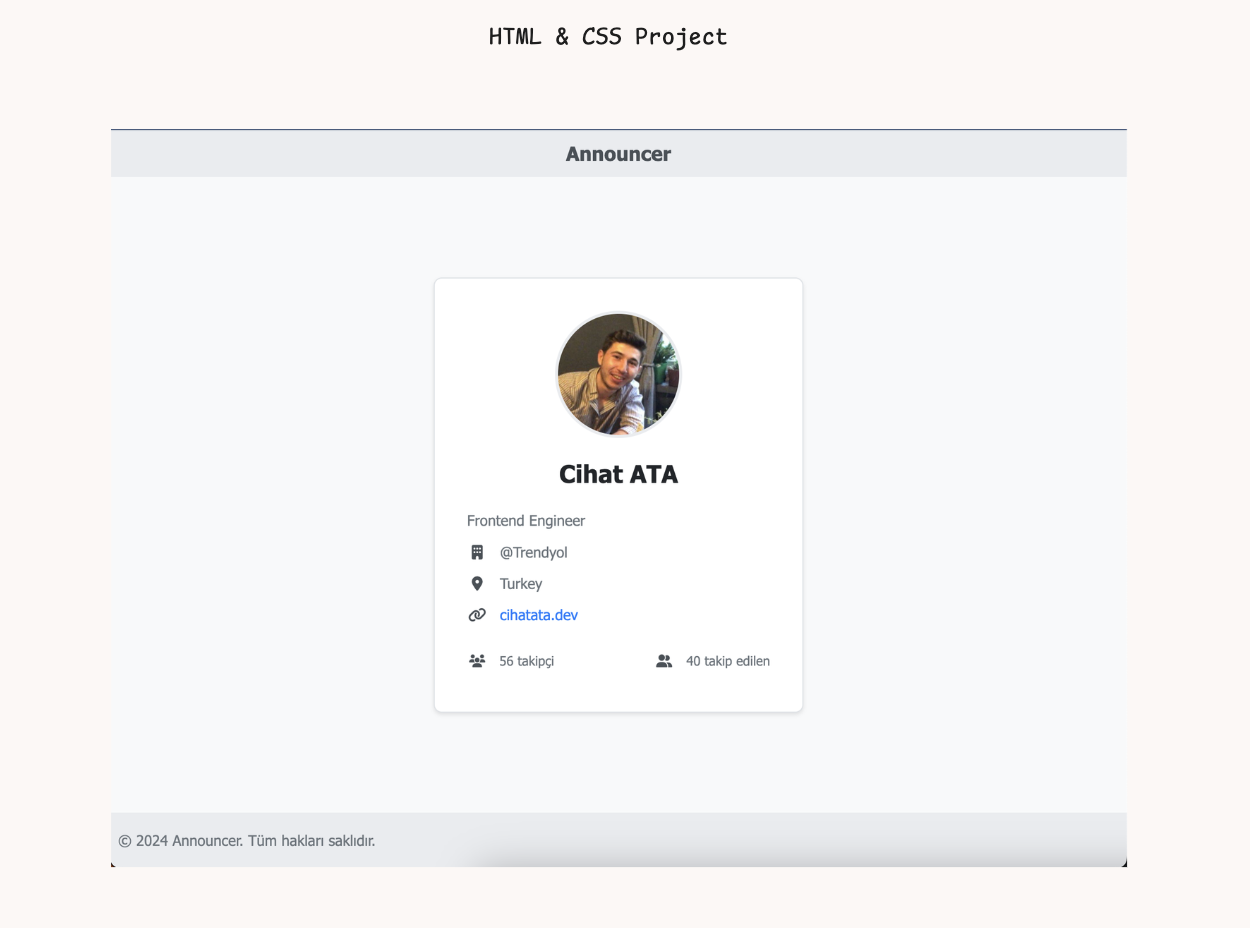 HTML & CSS Project
Announcer
Cihat ATA
Frontend Engineer
@Trendyol
Turkey
cihatata.dev
56 takipçi
40 takip edilen
© 2024 Announcer. Tüm hakları saklıdır.